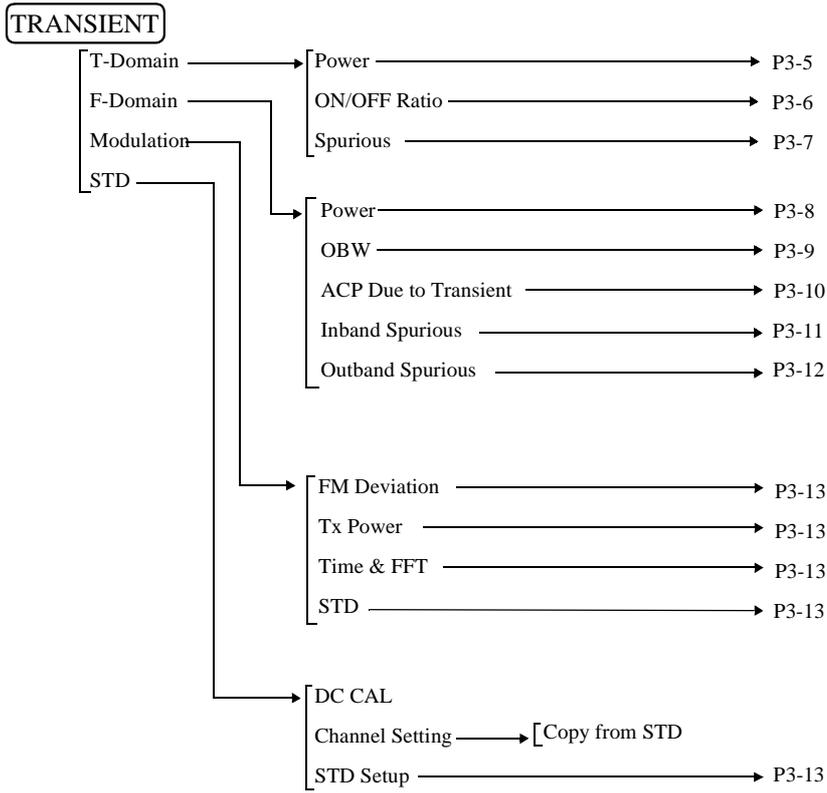 TRANSIENT
T-Domain
F-Domain
Modulation
STD
Power P3-5
ON/OFF Ratio P3-6
Spurious P3-7
Power P3-8
OBW P3-9
ACP Due to Transient P3-10
Inband Spurious P3-11
Outband Spurious P3-12
FM Deviation P3-13
Tx Power P3-13
Time & FFT P3-13
STD P3-13
DC CAL
Channel Setting Copy from STD
STD Setup P3-13